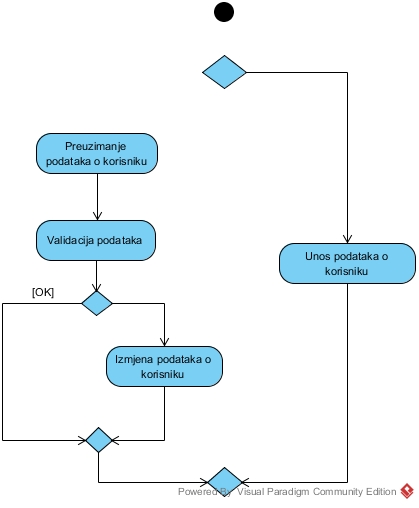 Preuzimanje
podataka o korisniku
Validacija podataka
Unos podataka o
korisniku
[OK]
Izmjena podataka o
korisniku
Powered By Visual Paradigm Community Edition